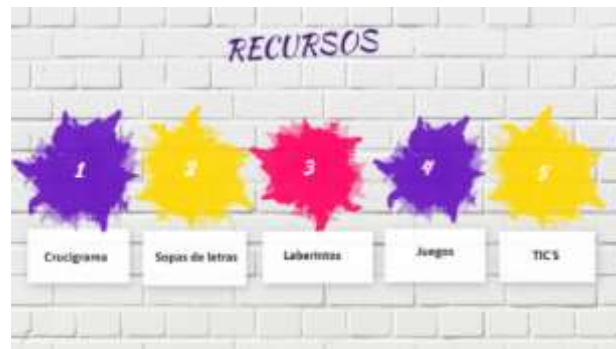 RECURSOS
1
2
3
4
5
Crucigrama
Sopas de letras
Laberintos
Juegos
TIC'S